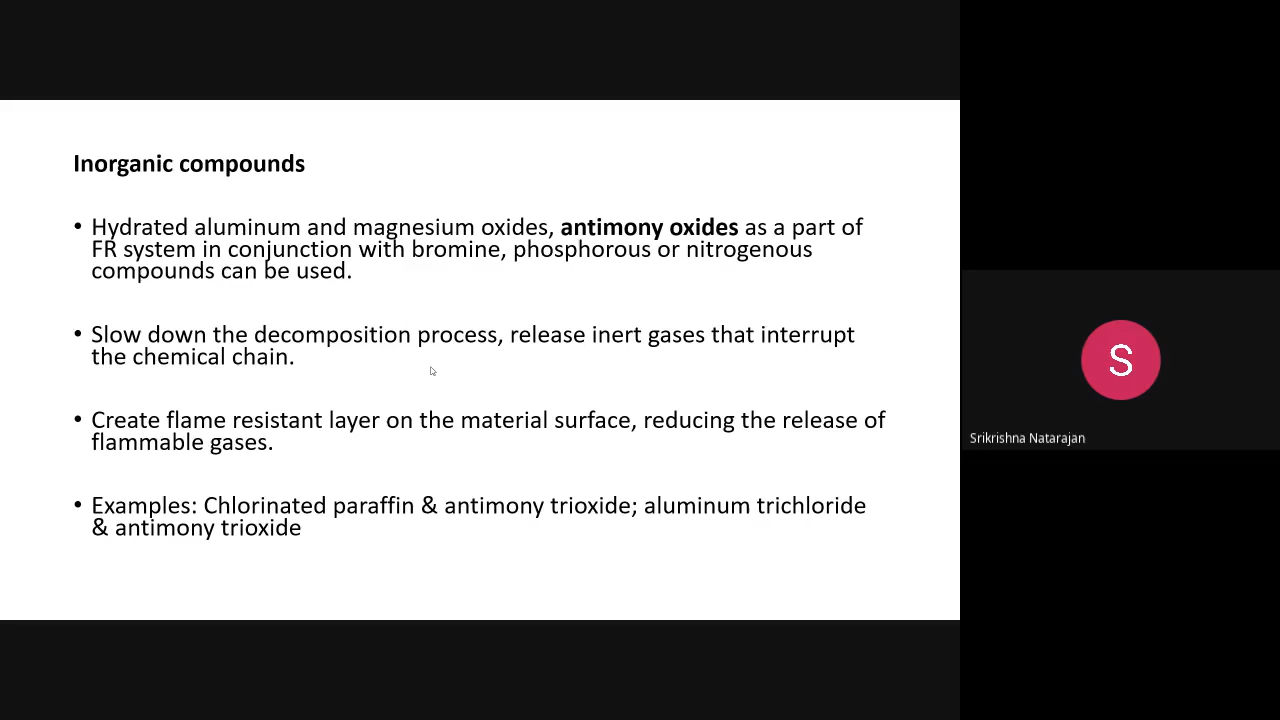 Inorganic compounds
• Hydrated aluminum and magnesium oxides, antimony oxides as a part of
FR system in conjunction with bromine, phosphorous or nitrogenous
compounds can be used.
• Slow down the decomposition process, release inert gases that interrupt
the chemical chain.
• Create flame resistant layer on the material surface, reducing the release of
flammable gases.
• Examples: Chlorinated paraffin & antimony trioxide; aluminum trichloride
& antimony trioxide
S
Srikrishna Natarajan